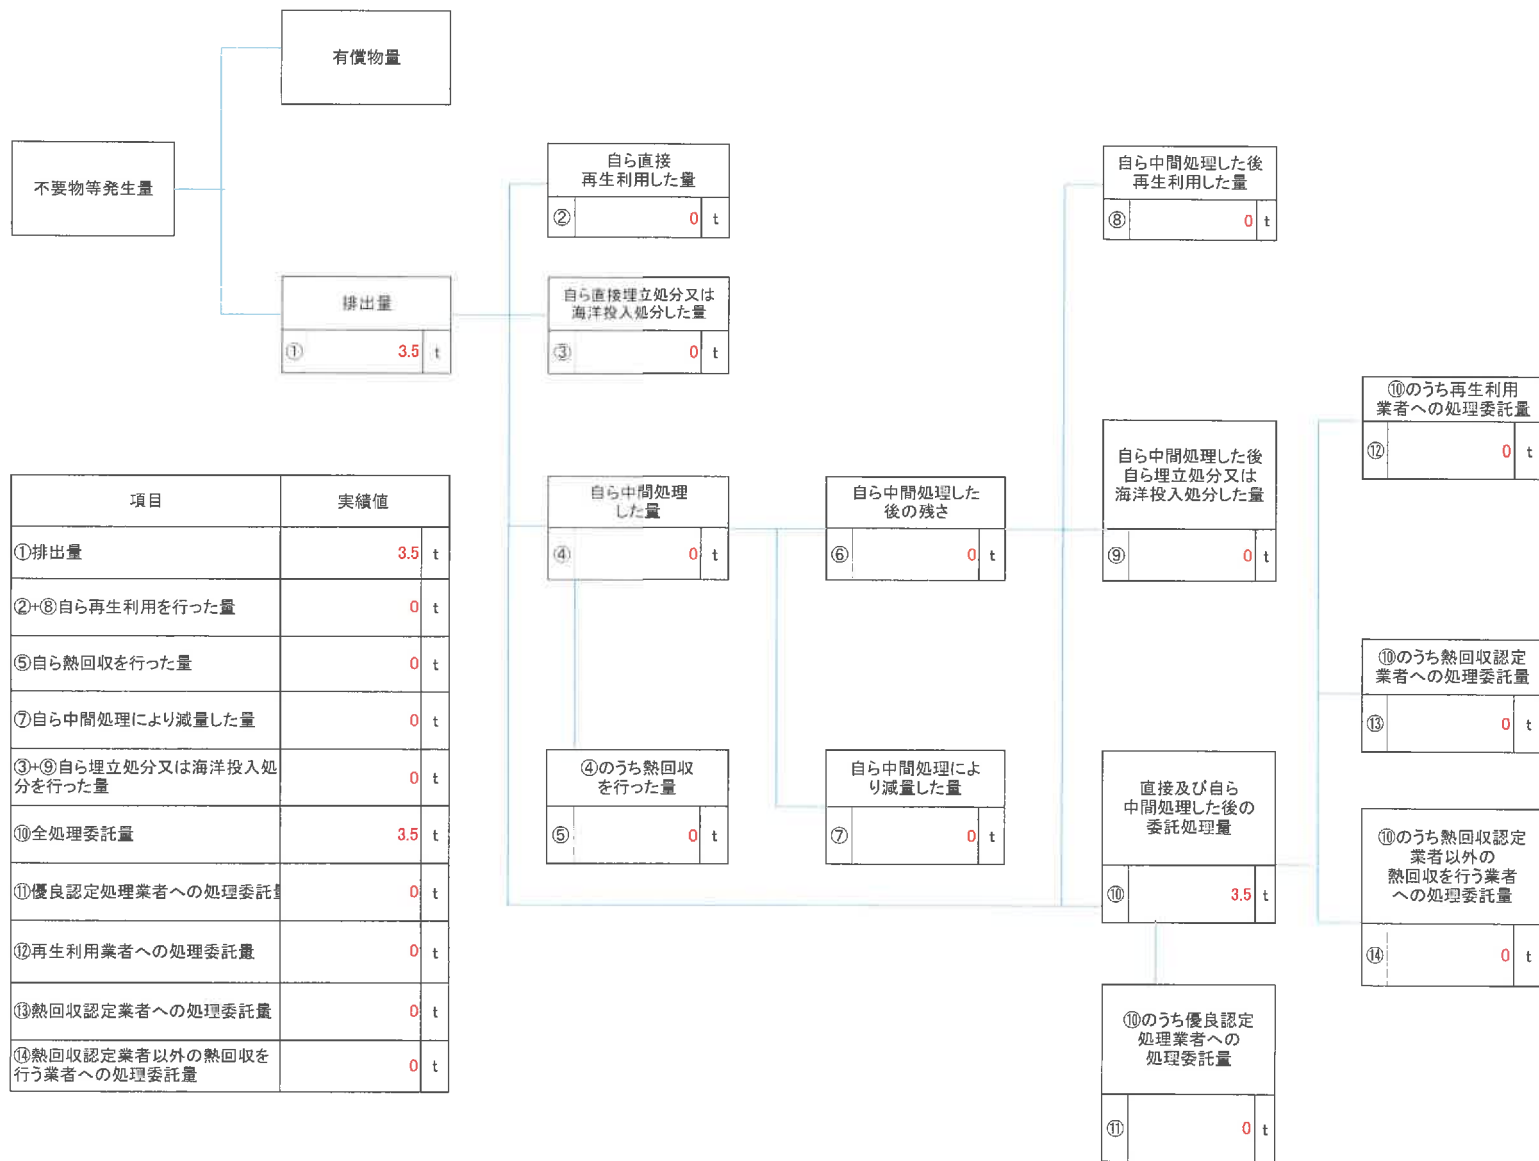 有償物量
不要物等発生量
排出量
① 3.5 t
自ら直接
再生利用した量
② 0 t
自ら直接埋立処分又は
海洋投入処分した量
③ 0 t
自ら中間処理
した量
④ 0 t
④のうち熱回収
を行った量
⑤ 0 t
自ら中間処理した
後の残さ
⑥ 0 t
自ら中間処理によ
り減量した量
⑦ 0 t
自ら中間処理した後
再生利用した量
⑧ 0 t
自ら中間処理した後
自ら埋立処分又は
海洋投入処分した量
⑨ 0 t
直接及び自ら
中間処理した後の
委託処理量
⑩ 3.5 t
⑩のうち優良認定
処理業者への
処理委託量
⑪ 0 t
⑩のうち再生利用
業者への処理委託量
⑫ 0 t
⑩のうち熱回収認定
業者への処理委託量
⑬ 0 t
⑩のうち熱回収認定
業者以外の
熱回収を行う業者
への処理委託量
⑭ 0 t
項目 実績値
①排出量 3.5 t
②+⑧自ら再生利用を行った量 0 t
⑤自ら熱回収を行った量 0 t
⑦自ら中間処理により減量した量 0 t
③+⑨自ら埋立処分又は海洋投入処
分を行った量 0 t
⑩全処理委託量 3.5 t
⑪優良認定処理業者への処理委託 0 t
⑫再生利用業者への処理委託量 0 t
⑬熱回収認定業者への処理委託量 0 t
⑭熱回収認定業者以外の熱回収を
行う業者への処理委託量 0 t